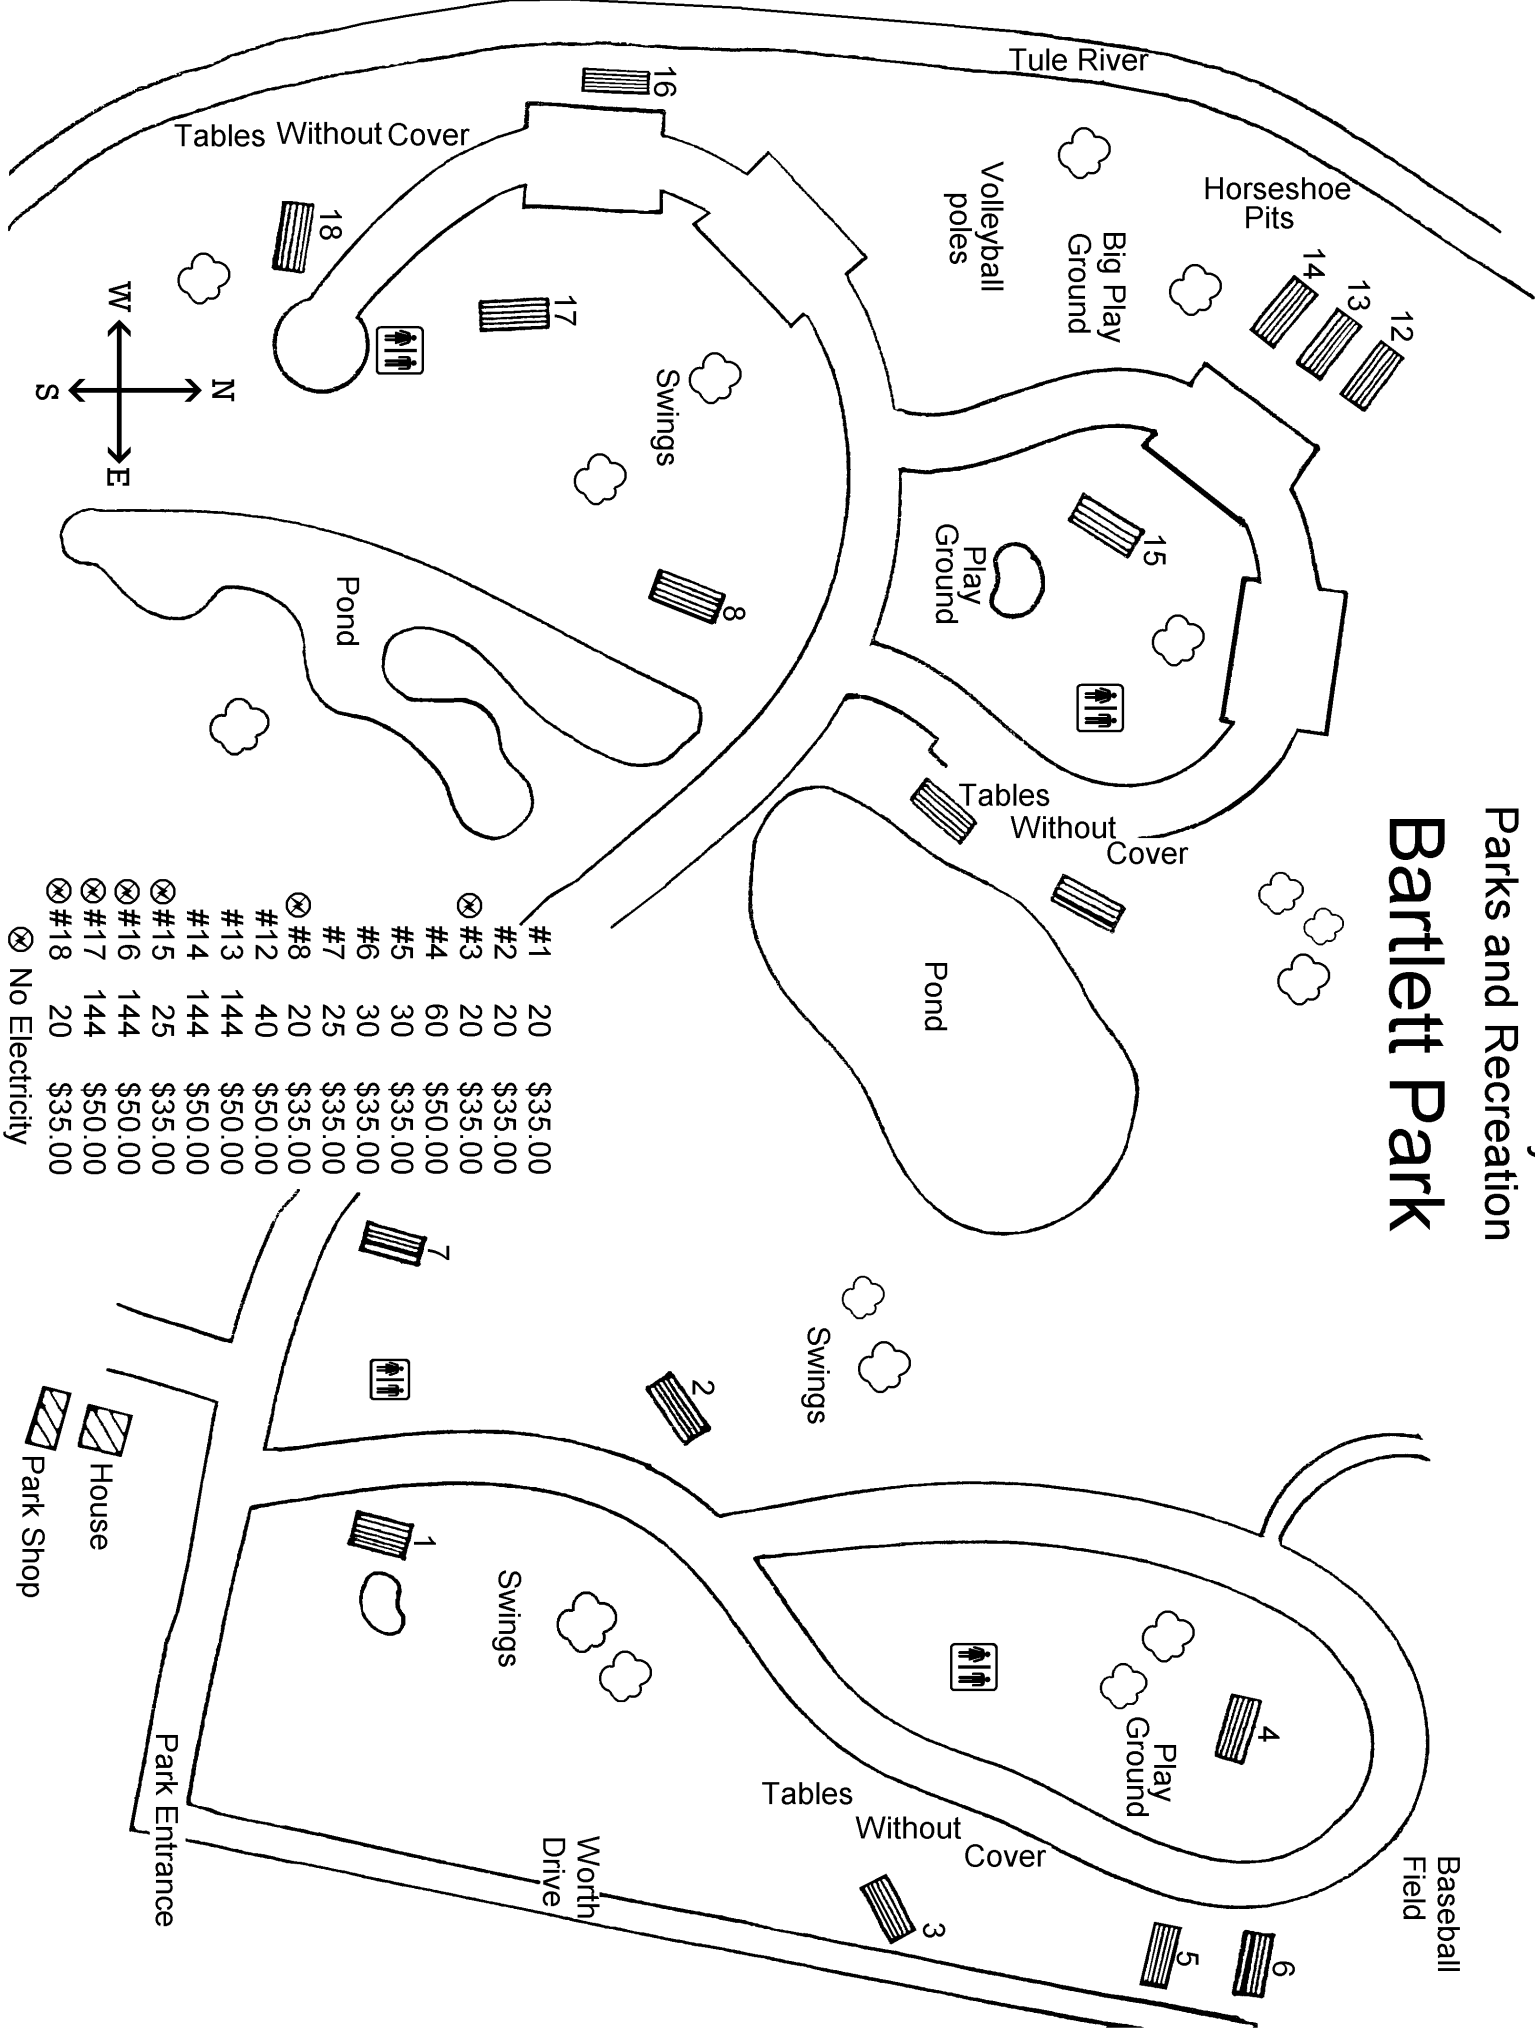 Parks and Recreation
Bartlett Park
Tule River
Horseshoe
Pits
14
13
12
Big Play
Ground
Volleyball
poles
16
Tables Without Cover
18
17
Swings
W
N
S
E
15
Play
Ground
8
Pond
Tables
Without
Cover
Pond
#1 20 $35.00
#2 20 $35.00
#3 20 $35.00
#4 60 $50.00
#5 30 $35.00
#6 30 $35.00
#7 25 $35.00
#8 20 $35.00
#12 40 $50.00
#13 144 $50.00
#14 144 $50.00
#15 25 $35.00
#16 144 $50.00
#17 144 $50.00
#18 20 $35.00
No Electricity
7
2
Swings
House
Park Shop
1
Swings
4
Play
Ground
Tables
Without
Cover
Park Entrance
Worth
Drive
3
5
6
Baseball
Field